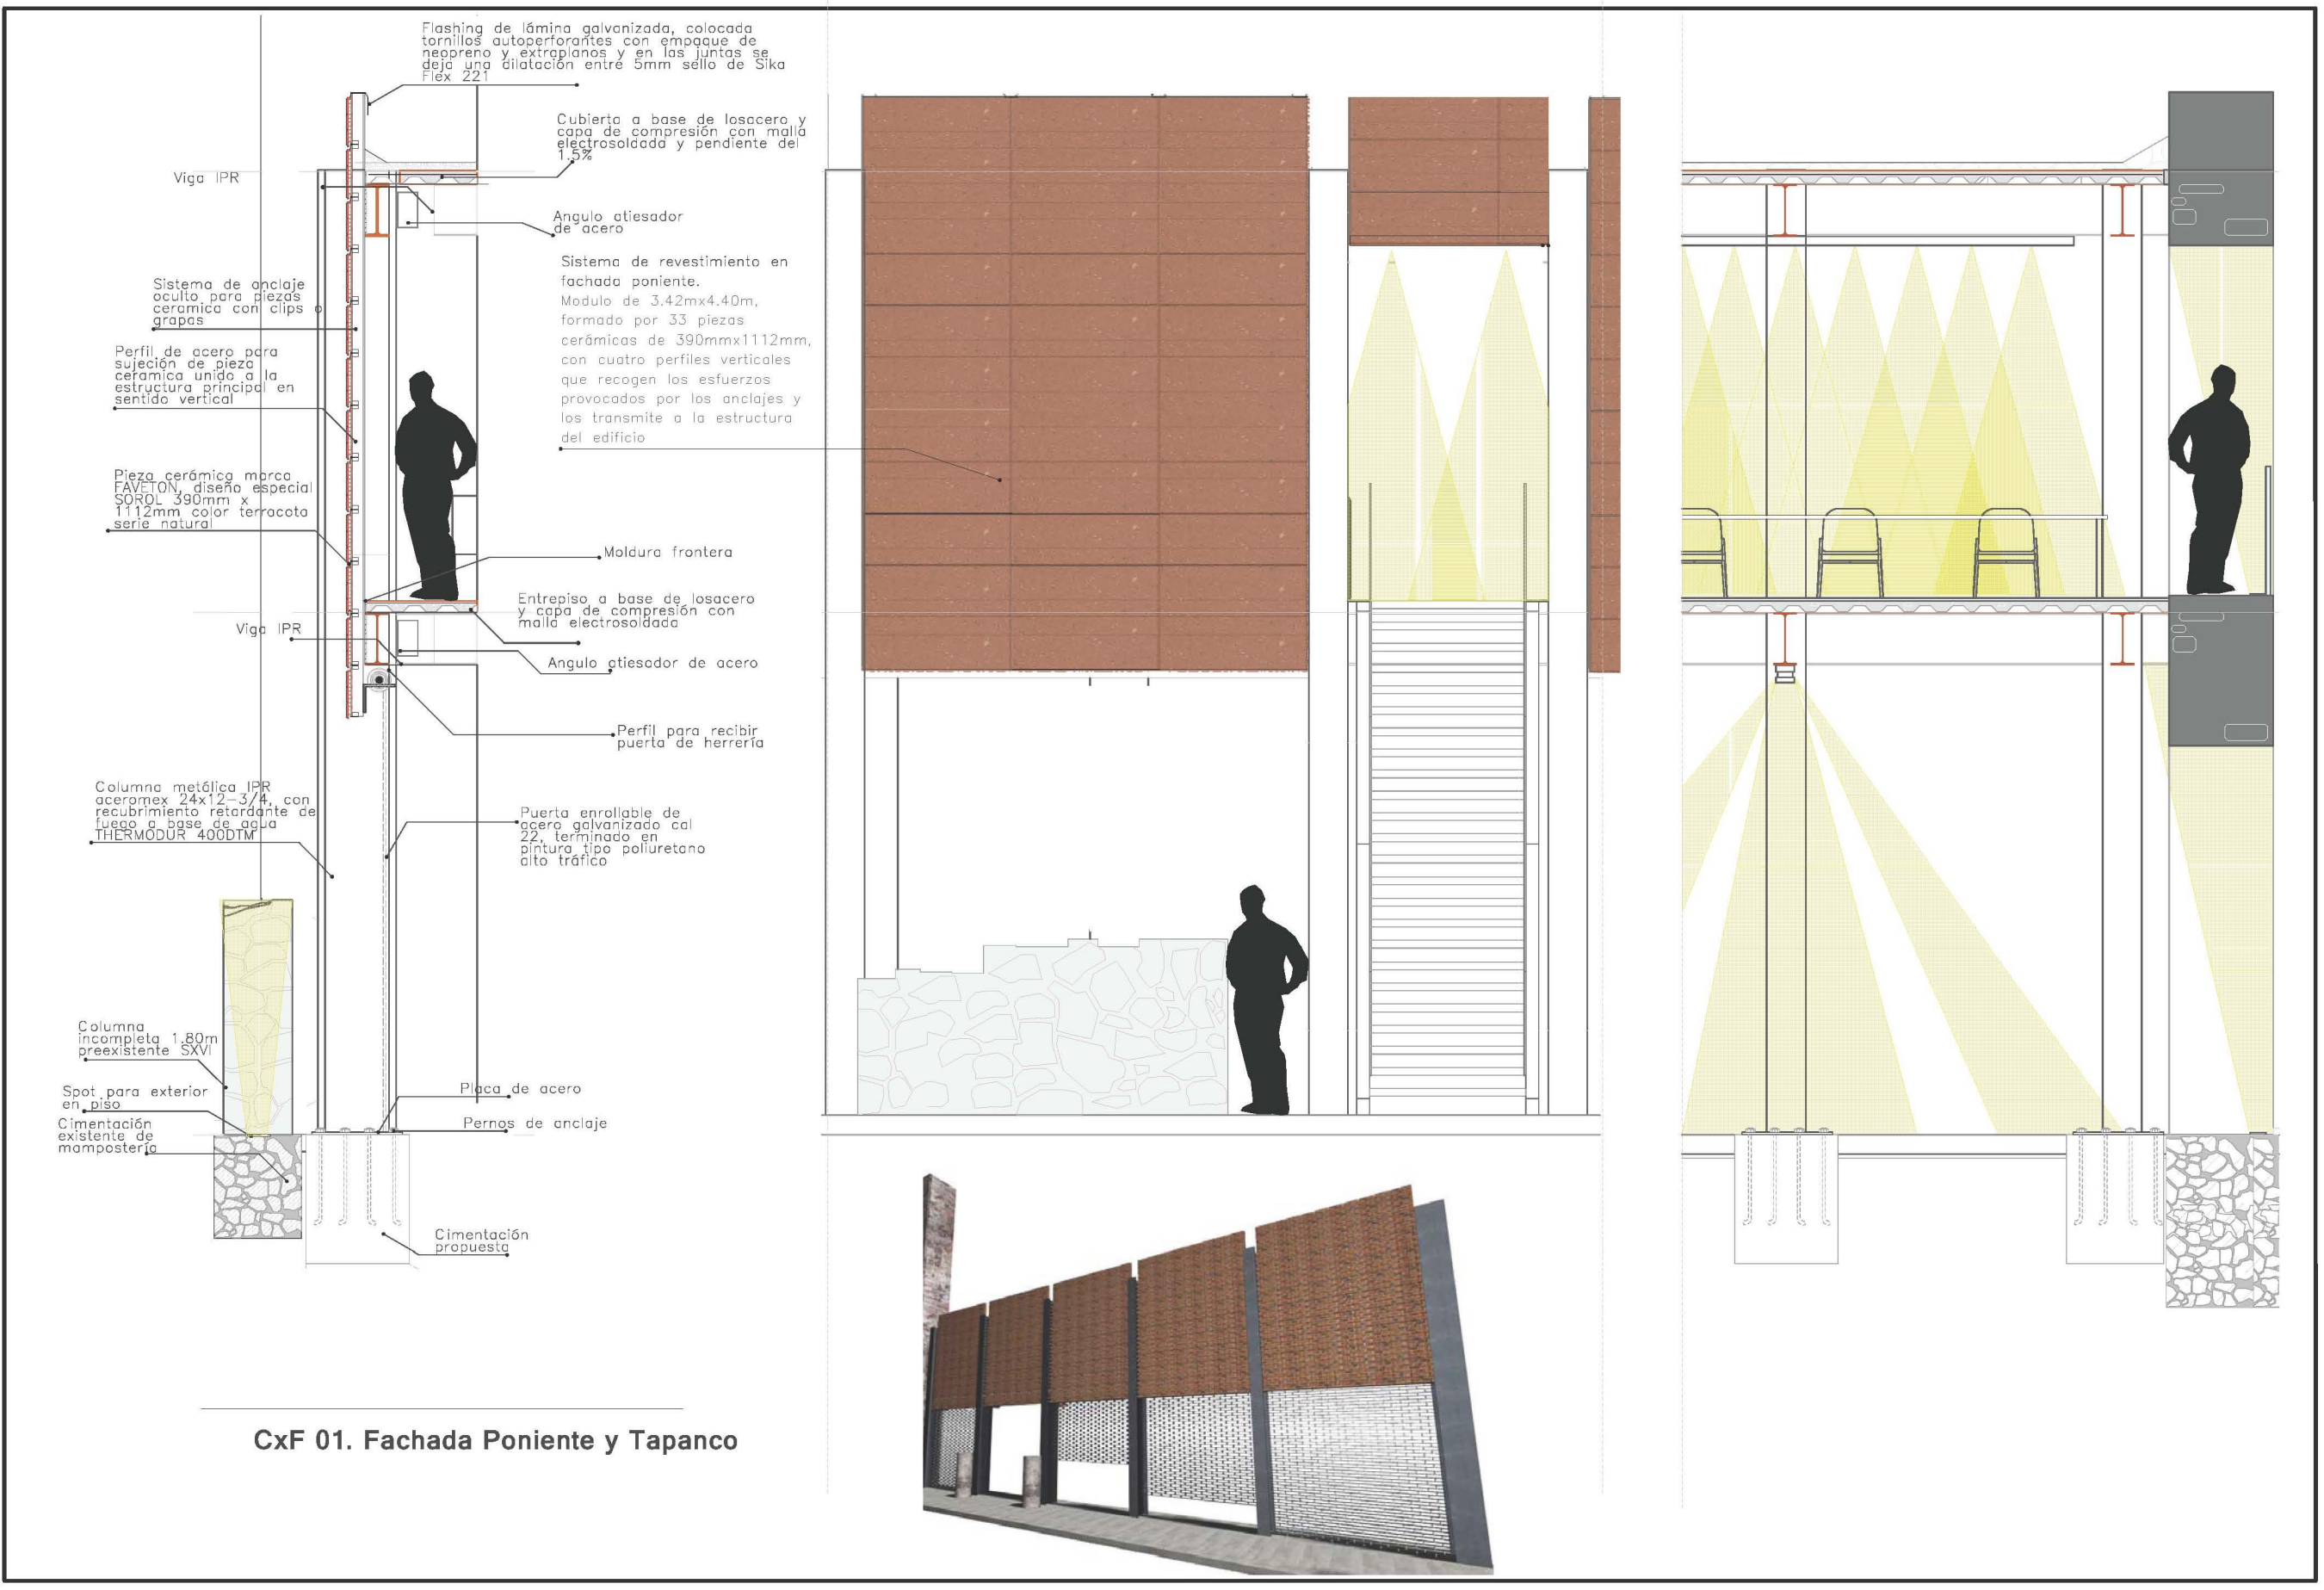 Flashing de lámina galvanizada, colocada
tornillos autoperforantes con empaque de
neopreno y extraplanos y en las juntas se
deja una dilatación entre 5mm sello de Sika
Flex 221
Cubierta a base de losacero y
capa de compresión con malla
electrosoldada y pendiente del
1.5%
Viga IPR
Angulo atiesador
de acero
Sistema de revestimiento en
fachada poniente.
Modulo de 3.42mx4.40m,
formado por 33 piezas
cerámicas de 390mmx1112mm,
con cuatro perfiles verticales
que recogen los esfuerzos
provocados por los anclajes y
los transmite a la estructura
del edificio
Sistema de anclaje
oculto para piezas
ceramica con clips o
grapas
Perfil de acero para
sujeción de pieza
ceramica unido a la
estructura principal en
sentido vertical
Pieza cerámica marca
FAVETON, diseño especial
SOROL 390mm x
1112mm color terracota
serie natural
Moldura frontera
Entrepiso a base de losacero
y capa de compresión con
malla electrosoldada
Viga IPR
Angulo atiesador de acero
Perfil para recibir
puerta de herrería
Columna metálica IPR
aceromex 24x12-3/4, con
recubrimiento retardante de
fuego a base de agua
THERMODUR 400DTM
Puerta enrollable de
acero galvanizado cal
22, terminado en
pintura tipo poliuretano
alto tráfico
Columna
incompleta 1.80m
preexistente SXVI
Spot para exterior
en piso
Cimentación
existente de
mampostería
Placa de acero
Pernos de anclaje
Cimentación
propuesta
CxF 01. Fachada Poniente y Tapanco